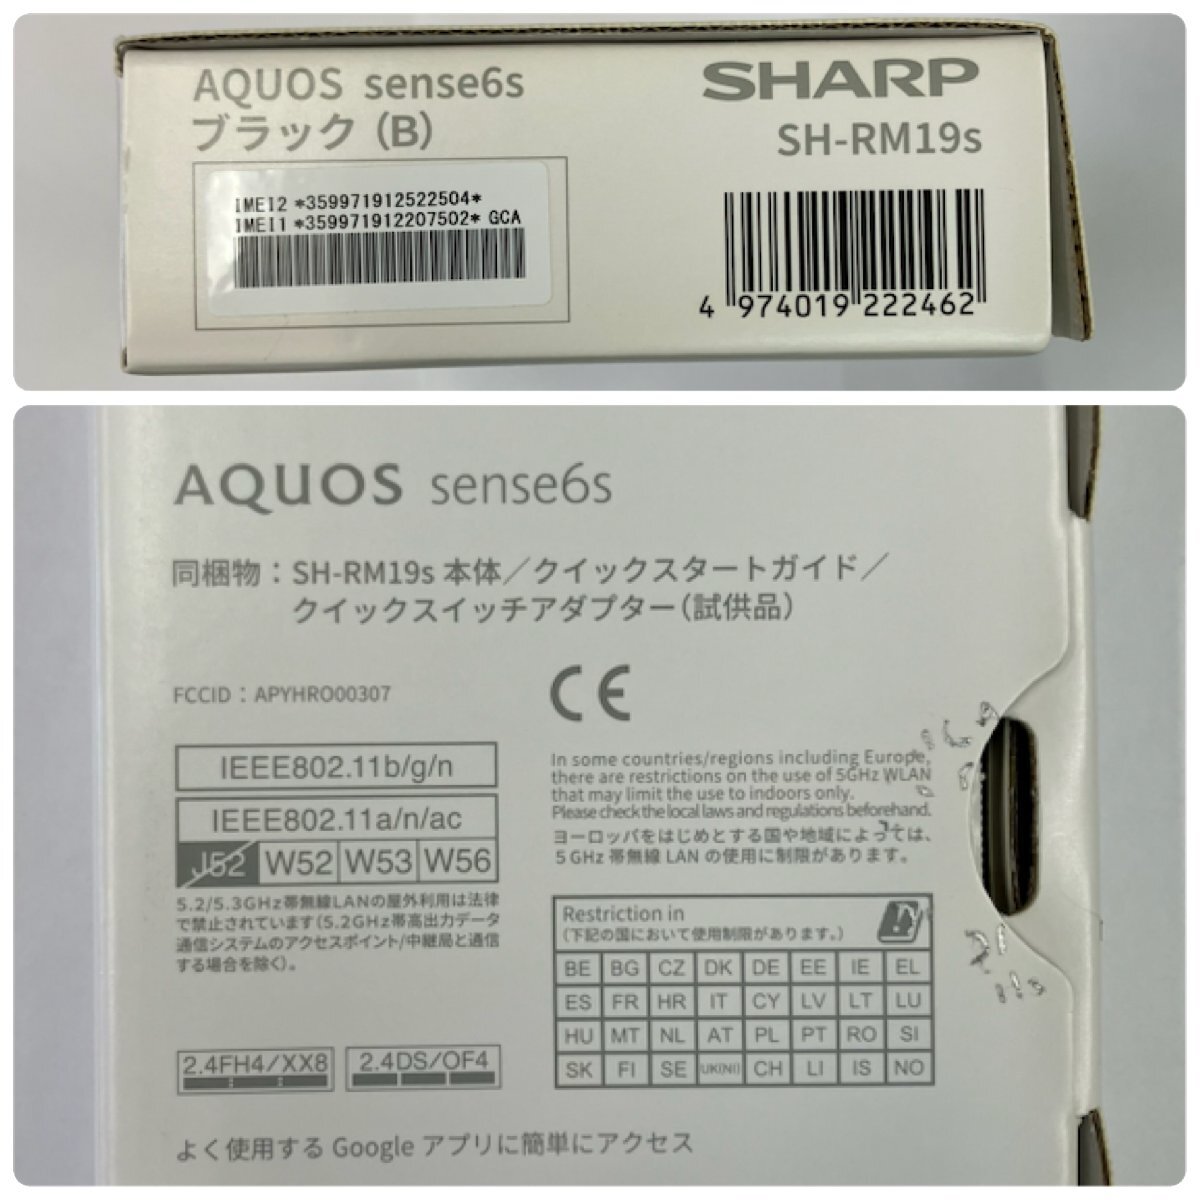 AQUOS sense6s
ブラック (B)
SHARP
SH-RM19s
IMEI2 *359971912522504*
IMEI1 *359971912207502* GCA
4 974019 222462
AQUOS sense6s
同梱物：SH-RM19s 本体／クイックスタートガイド／
クイックスイッチアダプター（試供品）
FCCID：APYHRO00307
CE
IEEE802.11b/g/n
IEEE802.11a/n/ac
J52 W52 W53 W56
5.2/5.3GHz帯無線LANの屋外利用は法律
で禁止されています（5.2GHz帯高出力データ
通信システムのアクセスポイント/中継局と通信
する場合を除く）。
2.4FH4/XX8
2.4DS/OF4
In some countries/regions including Europe,
there are restrictions on the use of 5GHz WLAN
that may limit the use to indoors only.
Please check the local laws and regulations beforehand.
ヨーロッパをはじめとする国や地域によっては、
5GHz 帯無線 LAN の使用に制限があります。
Restriction in
（下記の国において使用制限があります。）
BE BG CZ DK DE EE IE EL
ES FR HR IT CY LV LT LU
HU MT NL AT PL PT RO SI
SK FI SE UK(NI) CH LI IS NO
よく使用する Google アプリに簡単にアクセス